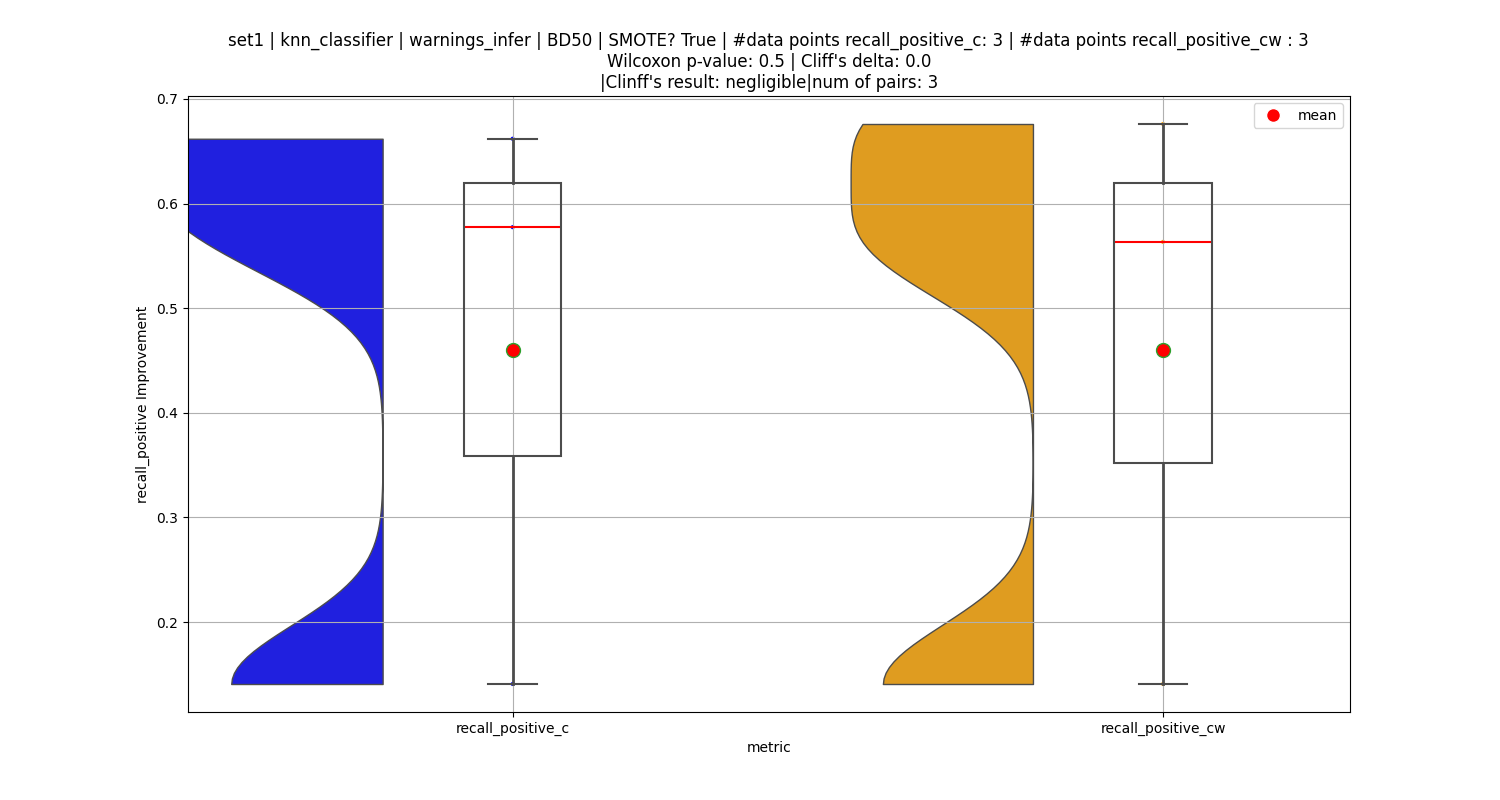 set1 | knn_classifier | warnings_infer | BD50 | SMOTE? True | #data points recall_positive_c: 3 | #data points recall_positive_cw : 3
Wilcoxon p-value: 0.5 | Cliff's delta: 0.0
|Clinff's result: negligible|num of pairs: 3
mean
0.7
0.6
0.5
0.4
0.3
0.2
recall_positive Improvement
recall_positive_c
recall_positive_cw
metric